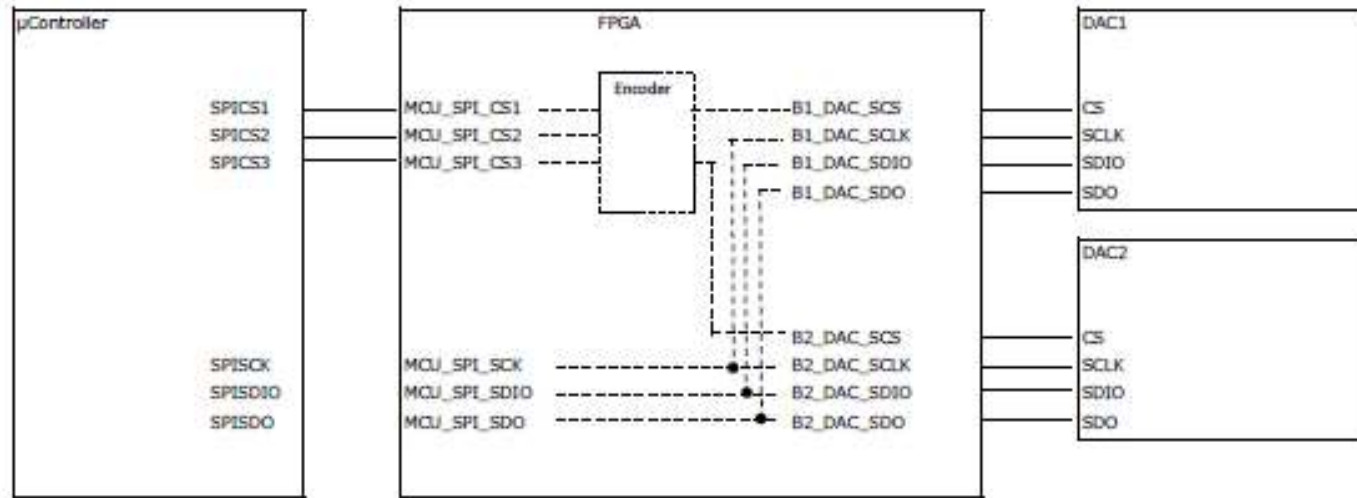 µController
FPGA
DAC1
Encoder
SPICS1
MCU_SPI_CS1
B1_DAC_SCS
CS
SPICS2
MCU_SPI_CS2
B1_DAC_SCLK
SCLK
SPICS3
MCU_SPI_CS3
B1_DAC_SDIO
SDIO
B1_DAC_SDO
SDO
DAC2
B2_DAC_SCS
CS
SPISCK
MCU_SPI_SCK
B2_DAC_SCLK
SCLK
SPISDIO
MCU_SPI_SDIO
B2_DAC_SDIO
SDIO
SPISDO
MCU_SPI_SDO
B2_DAC_SDO
SDO